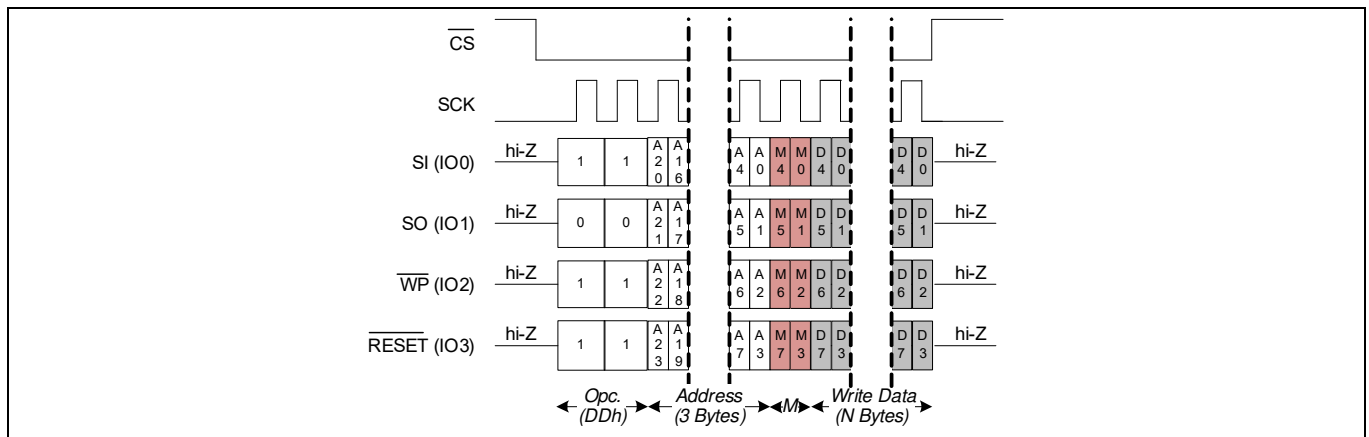 CS
SCK
SI (IO0) hi-Z 1 1 A20 A16 A4 A0 M4 M0 D4 D0 D4 D0 hi-Z
SO (IO1) hi-Z 0 0 A21 A17 A5 A1 M5 M1 D5 D1 D5 D1 hi-Z
WP (IO2) hi-Z 1 1 A22 A18 A6 A2 M6 M2 D6 D2 D6 D2 hi-Z
RESET (IO3) hi-Z 1 1 A23 A19 A7 A3 M7 M3 D7 D3 D7 D3 hi-Z
Opc. Address M Write Data
(DDh) (3 Bytes) (N Bytes)